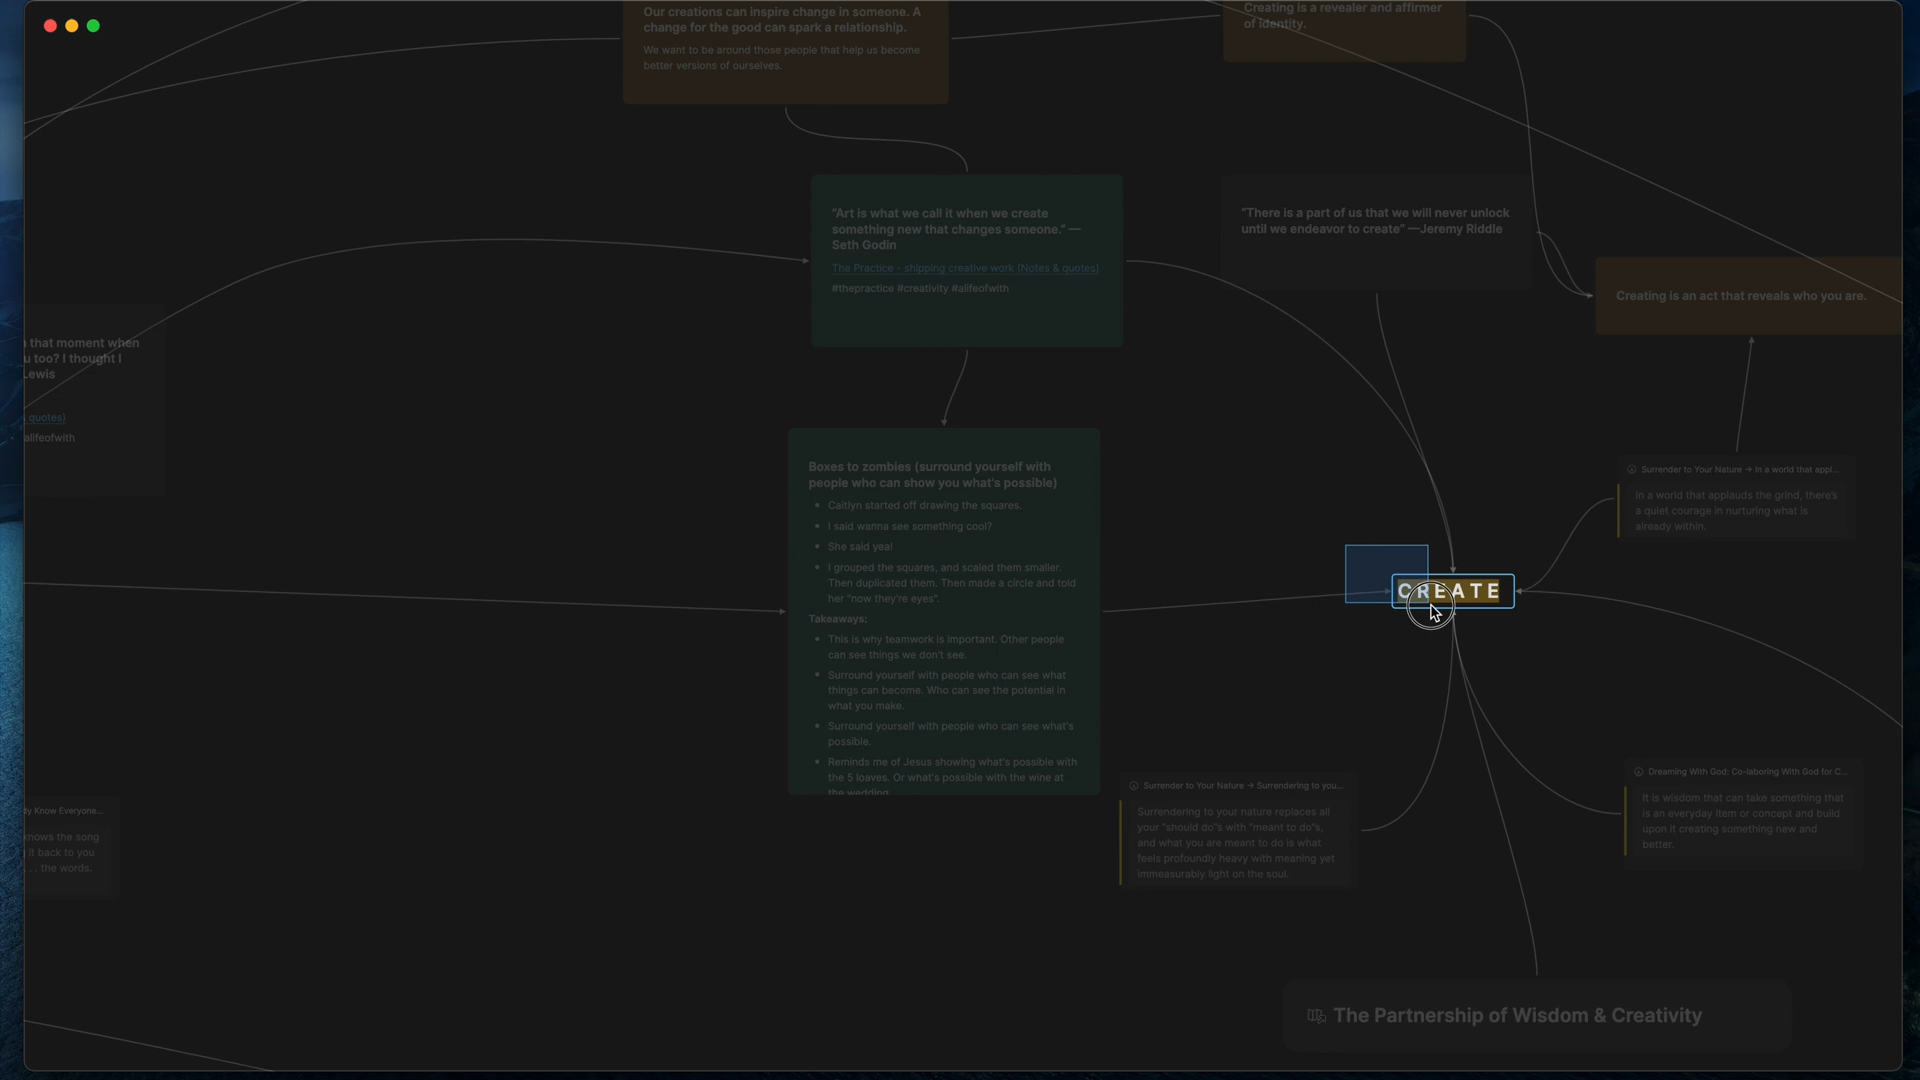 Our creations can inspire change in someone. A
change for the good can spark a relationship.
We want to be around those people that help us become
better versions of ourselves.
Creating is a revealer and affirmer
of identity.
“Art is what we call it when we create
something new that changes someone.” —
Seth Godin
The Practice - shipping creative work (Notes & quotes)
#thepractice #creativity #alifeofwith
“There is a part of us that we will never unlock
until we endeavor to create” —Jeremy Riddle
Creating is an act that reveals who you are.
that moment when
too? I thought I
Lewis
quotes)
alifeofwith
Boxes to zombies (surround yourself with
people who can show you what's possible)
• Caitlyn started off drawing the squares.
• I said wanna see something cool?
• She said yea!
• I grouped the squares, and scaled them smaller.
Then duplicated them. Then made a circle and told
her “now they're eyes”.
Takeaways:
• This is why teamwork is important. Other people
can see things we don't see.
• Surround yourself with people who can see what
things can become. Who can see the potential in
what you make.
• Surround yourself with people who can see what's
possible.
• Reminds me of Jesus showing what's possible with
the 5 loaves. Or what's possible with the wine at
the wedding
Surrender to Your Nature → In a world that appl...
In a world that applauds the grind, there's
a quiet courage in nurturing what is
already within.
CREATE
Surrender to Your Nature → Surrendering to you...
Surrendering to your nature replaces all
your “should do”s with “meant to do”s,
and what you are meant to do is what
feels profoundly heavy with meaning yet
immeasurably light on the soul.
Dreaming With God: Co-laboring With God for C...
It is wisdom that can take something that
is an everyday item or concept and build
upon it creating something new and
better.
Know Everyone...
knows the song
it back to you
. . . the words.
The Partnership of Wisdom & Creativity